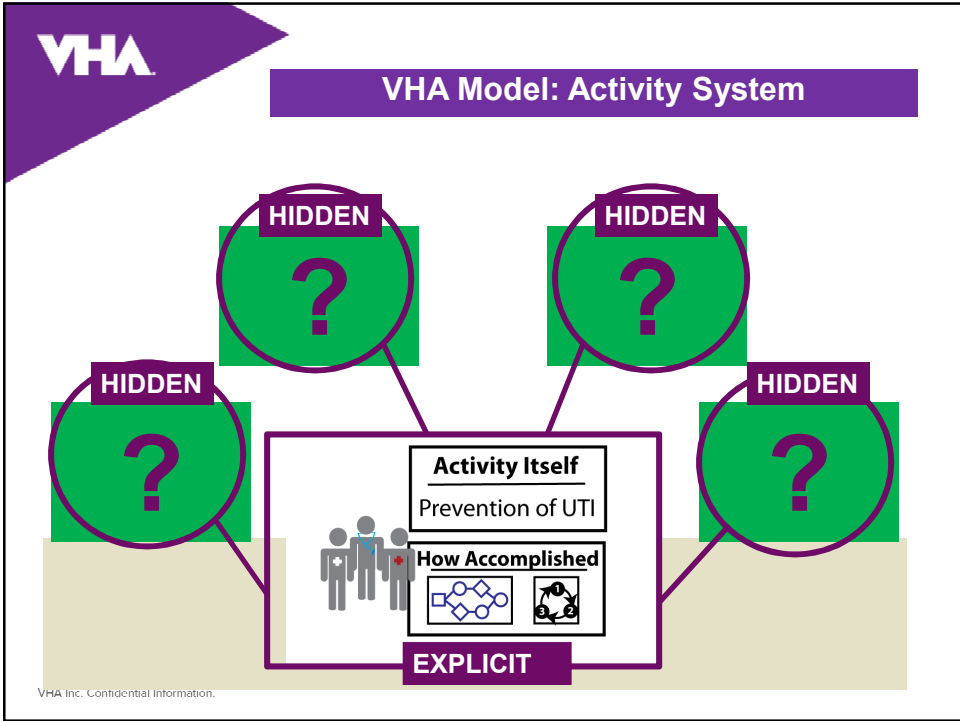 VHA
VHA Model: Activity System
HIDDEN
?
HIDDEN
?
HIDDEN
?
HIDDEN
?
Activity Itself
Prevention of UTI
How Accomplished
1
3 2
EXPLICIT
VHA Inc. Confidential Information.